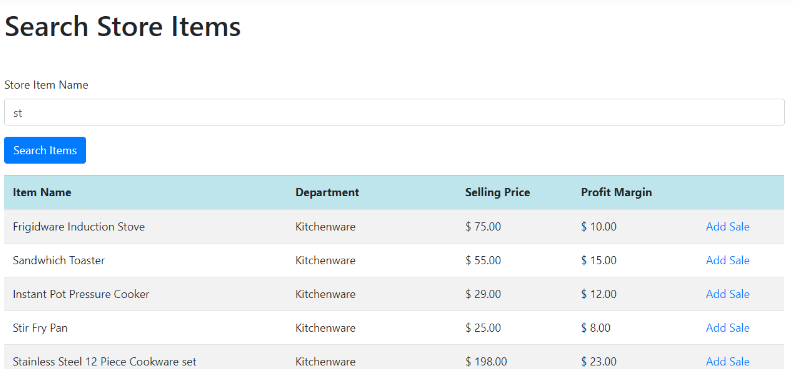 Search Store Items
Store Item Name
st
Search Items
Item Name Department Selling Price Profit Margin
Frigidware Induction Stove Kitchenware $ 75.00 $ 10.00 Add Sale
Sandwhich Toaster Kitchenware $ 55.00 $ 15.00 Add Sale
Instant Pot Pressure Cooker Kitchenware $ 29.00 $ 12.00 Add Sale
Stir Fry Pan Kitchenware $ 25.00 $ 8.00 Add Sale
Stainless Steel 12 Piece Cookware set Kitchenware $ 198.00 $ 23.00 Add Sale